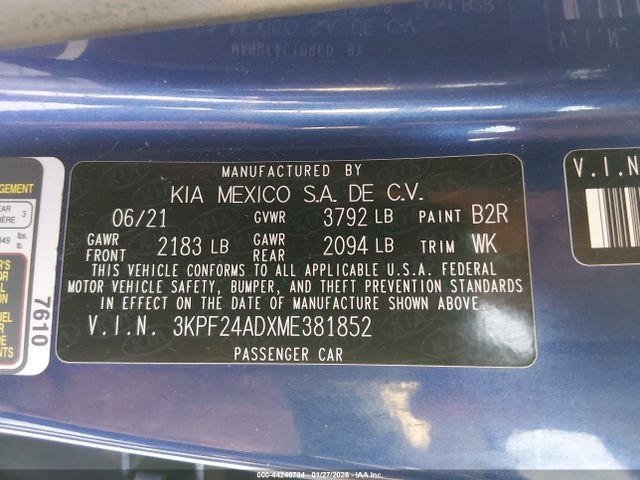 MANUFACTURED BY
KIA MEXICO S.A. DE C.V.
06/21 GVWR 3792 LB PAINT B2R
GAWR FRONT 2183 LB GAWR REAR 2094 LB TRIM WK
THIS VEHICLE CONFORMS TO ALL APPLICABLE U.S.A. FEDERAL
MOTOR VEHICLE SAFETY, BUMPER, AND THEFT PREVENTION STANDARDS
IN EFFECT ON THE DATE OF MANUFACTURE SHOWN ABOVE.
V.I.N. 3KPF24ADXME381852
PASSENGER CAR
7610
V.I.N
000-44240704 - 01/27/2026 - IAAI.CA